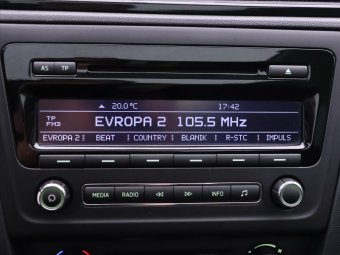 AS TP
20.0°C 17:42
TP
FM3
EVROPA 2 105.5 MHz
EVROPA 2 BEAT COUNTRY BLANIK R-STC IMPULS
MEDIA RADIO INFO